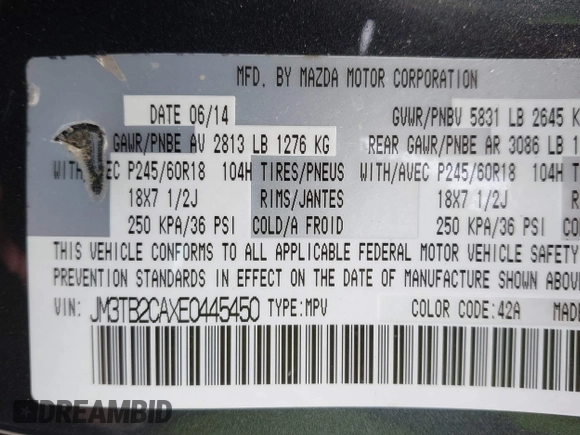 MFD. BY MAZDA MOTOR CORPORATION
DATE 06/14 GVWR/PNBV 5831 LB 2645 K
GAWR/PNBE AV 2813 LB 1276 KG REAR GAWR/PNBE AR 3086 LB 1
WITH/AVEC P245/60R18 104H TIRES/PNEUS WITH/AVEC P245/60R18 104H T
18X7 1/2J RIMS/JANTES 18X7 1/2J
250 KPA/36 PSI COLD/A FROID 250 KPA/36 PSI
THIS VEHICLE CONFORMS TO ALL APPLICABLE FEDERAL MOTOR VEHICLE SAFETY
PREVENTION STANDARDS IN EFFECT ON THE DATE OF MANUFACTURE SHOWN ABOVE
VIN: JM3TB2CAXE0445450 TYPE:MPV COLOR CODE:42A MADE
DREAMBID